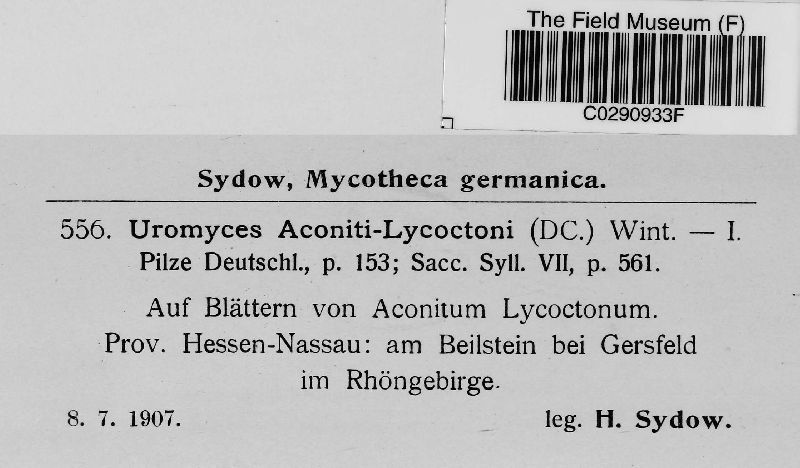 The Field Museum (F)
C0290933F
Sydow, Mycotheca germanica.
556. Uromyces Aconiti-Lycoctoni (DC.) Wint. — I.
Pilze Deutschl., p. 153; Sacc. Syll. VII, p. 561.
Auf Blättern von Aconitum Lycoctonum.
Prov. Hessen-Nassau: am Beilstein bei Gersfeld
im Rhöngebirge.
8. 7. 1907. leg. H. Sydow.